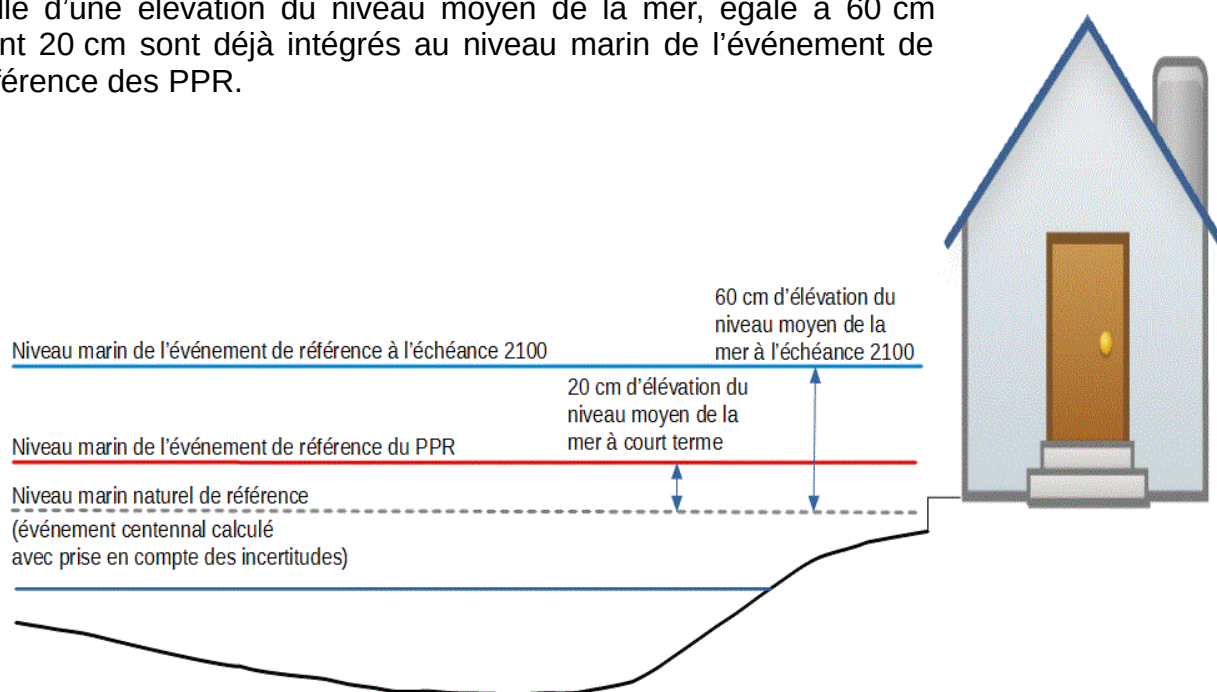 d'une élévation du niveau moyen de la mer, égale à 60 cm
20 cm sont déjà intégrés au niveau marin de l'événement de
des PPR.
60 cm d'élévation du
niveau moyen de la
mer à l'échéance 2100
Niveau marin de l'événement de référence à l'échéance 2100
20 cm d'élévation du
niveau moyen de la
mer à court terme
Niveau marin de l'événement de référence du PPR
Niveau marin naturel de référence
(événement centennal calculé
avec prise en compte des incertitudes)